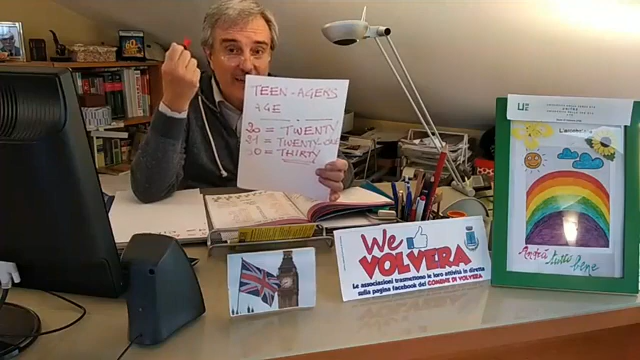 TEEN-AGERS
AGE
20 = TWENTY
21 = TWENTY-ONE
30 = THIRTY
We
VOLVERA
Le associazioni trasmettono le loro attività in diretta
sulla pagina facebook del COMUNE DI VOLVERA
L'arcobaleno
Andrà tutto bene